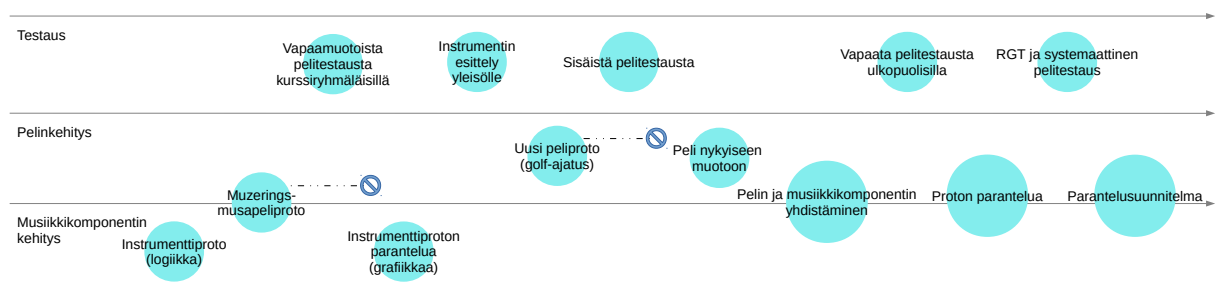 Testaus
Vapaamuotoista
pelitestausta
kurssiryhmäläisillä
Instrumentin
esittely
yleisölle
Sisäistä pelitestausta
Vapaata pelitestausta
ulkopuolisilla
RGT ja systemaattinen
pelitestaus
Pelinkehitys
Uusi peliproto
(golf-ajatus)
Peli nykyiseen
muotoon
Muzerings-
musapeliproto
Pelin ja musiikkikomponentin
yhdistäminen
Proton parantelua
Parantelusuunnitelma
Musiikkikomponentin
kehitys
Instrumenttiproto
(logiikka)
Instrumenttiproton
parantelua
(grafiikkaa)